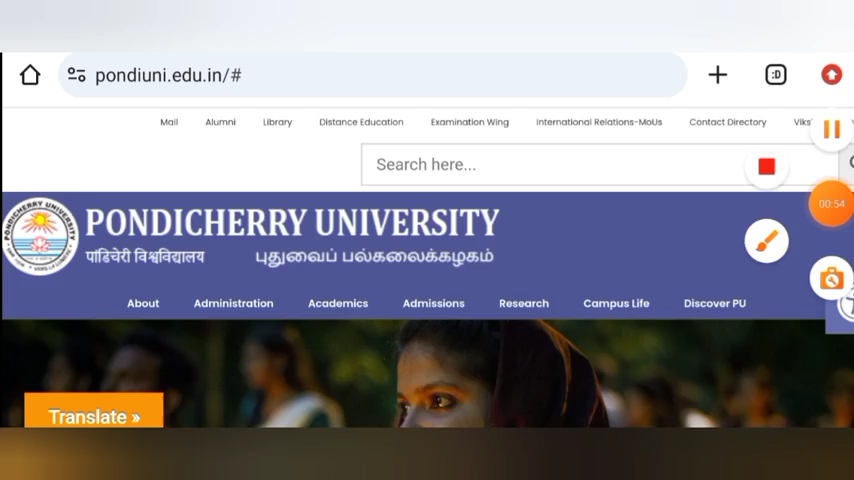 pondiuni.edu.in/#
:D
Mail Alumni Library Distance Education Examination Wing International Relations-MoUs Contact Directory
Search here...
00:54
PONDICHERRY UNIVERSITY
पांडिचेरी विश्वविद्यालय புதுவைப் பல்கலைக்கழகம்
About Administration Academics Admissions Research Campus Life Discover PU
Translate »